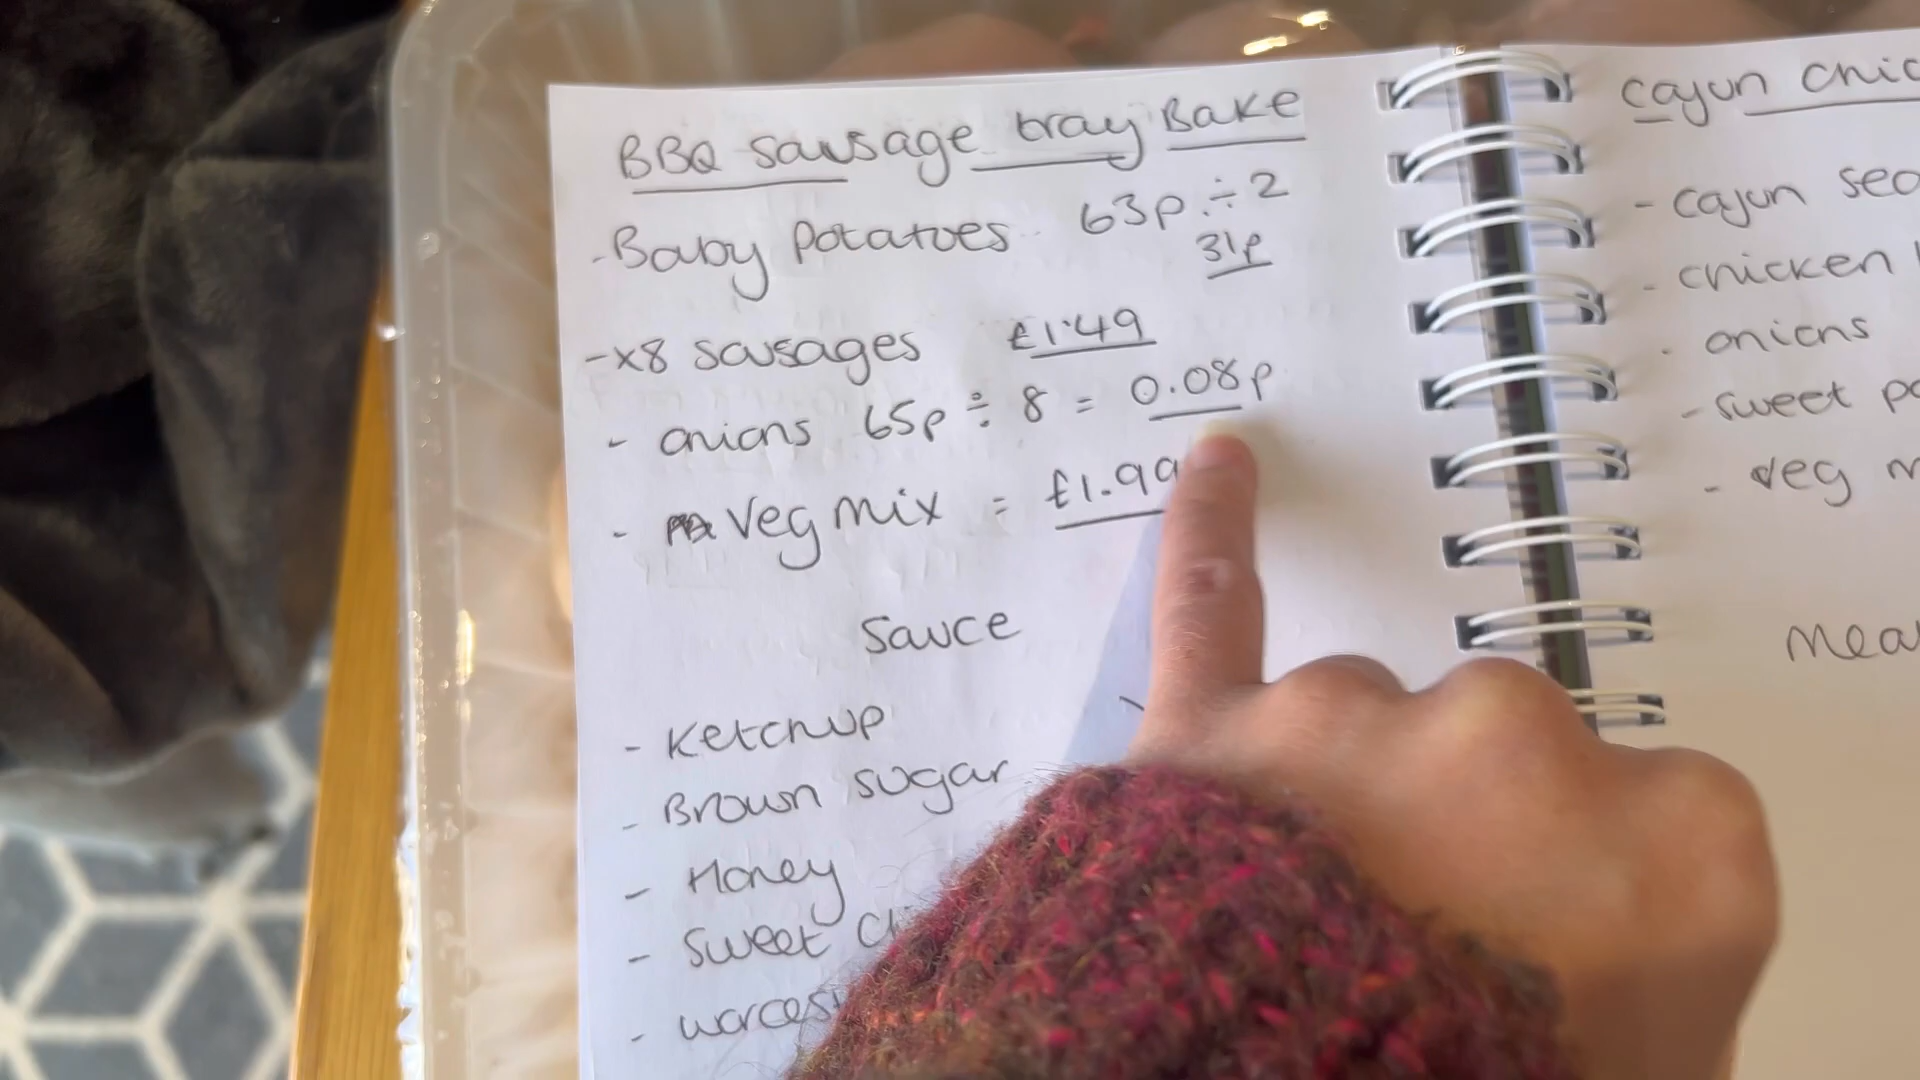 BBQ sausage tray Bake
- Baby Potatoes 63p ÷ 2
31p
- x8 sausages £1.49
- onions 65p ÷ 8 = 0.08p
- Veg mix = £1.99
Sauce
- Ketchup
- Brown sugar
- Honey
- Sweet
-
cajun
- cajun
- chicken
- onions
- sweet
- veg